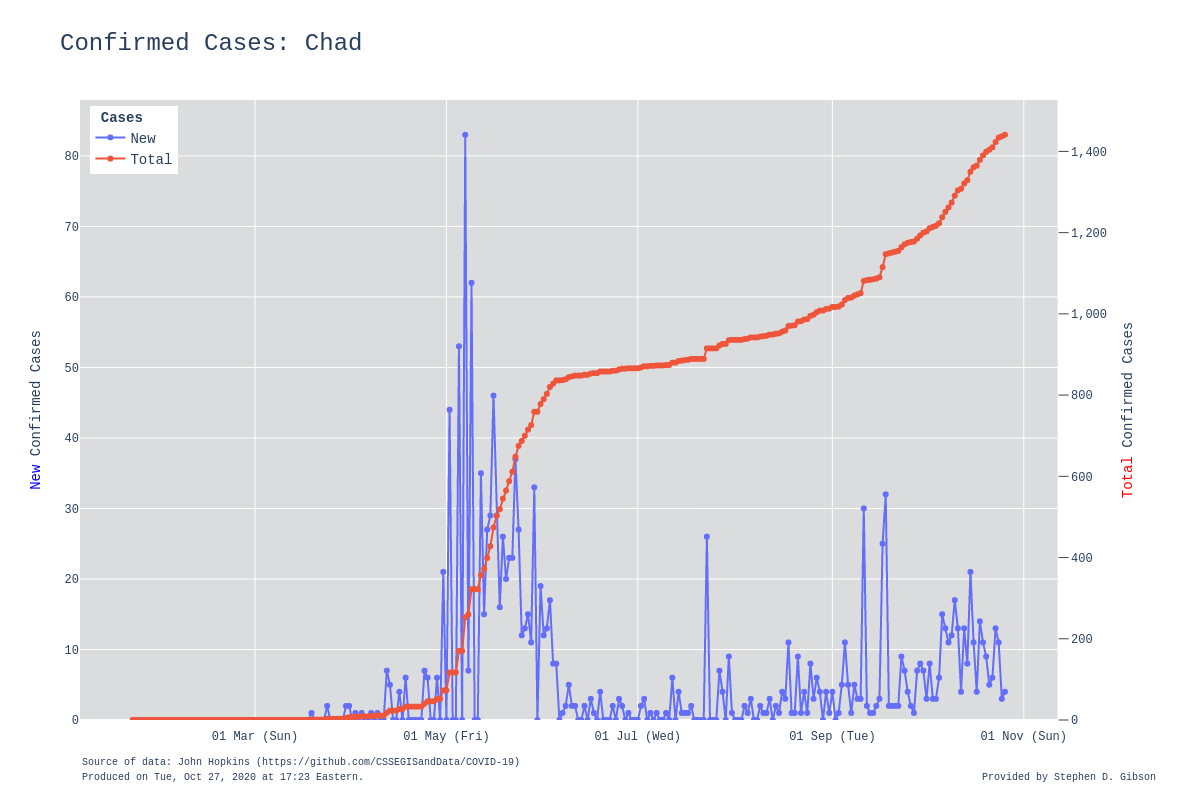 Confirmed Cases: Chad
Cases
New
Total
80
70
60
50
40
30
20
10
0
New Confirmed Cases
1,400
1,200
1,000
800
600
400
200
0
Total Confirmed Cases
01 Mar (Sun)
01 May (Fri)
01 Jul (Wed)
01 Sep (Tue)
01 Nov (Sun)
Source of data: John Hopkins (https://github.com/CSSEGISandData/COVID-19)
Produced on Tue, Oct 27, 2020 at 17:23 Eastern.
Provided by Stephen D. Gibson